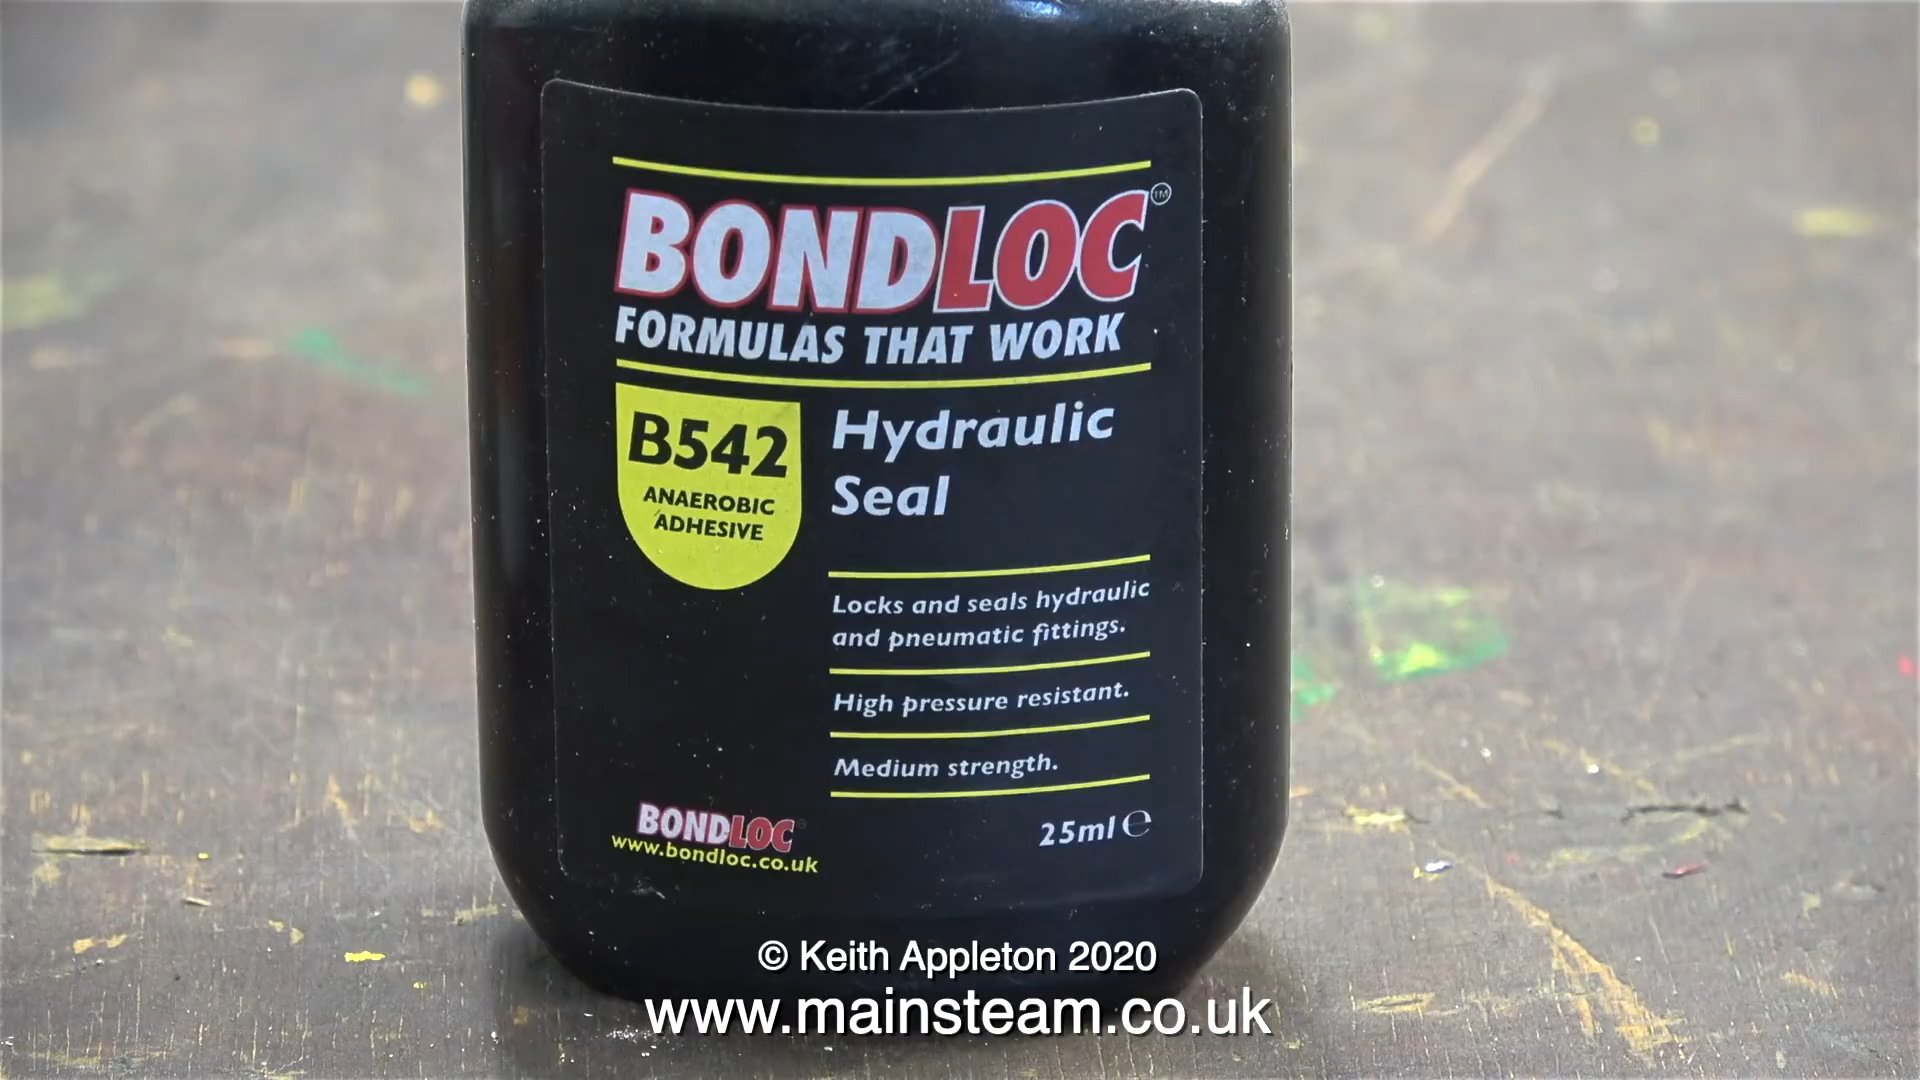 BONDLOC™
FORMULAS THAT WORK
B542
ANAEROBIC
ADHESIVE
Hydraulic
Seal
Locks and seals hydraulic
and pneumatic fittings.
High pressure resistant.
Medium strength.
25ml ℮
BONDLOC
www.bondloc.co.uk
© Keith Appleton 2020
www.mainsteam.co.uk